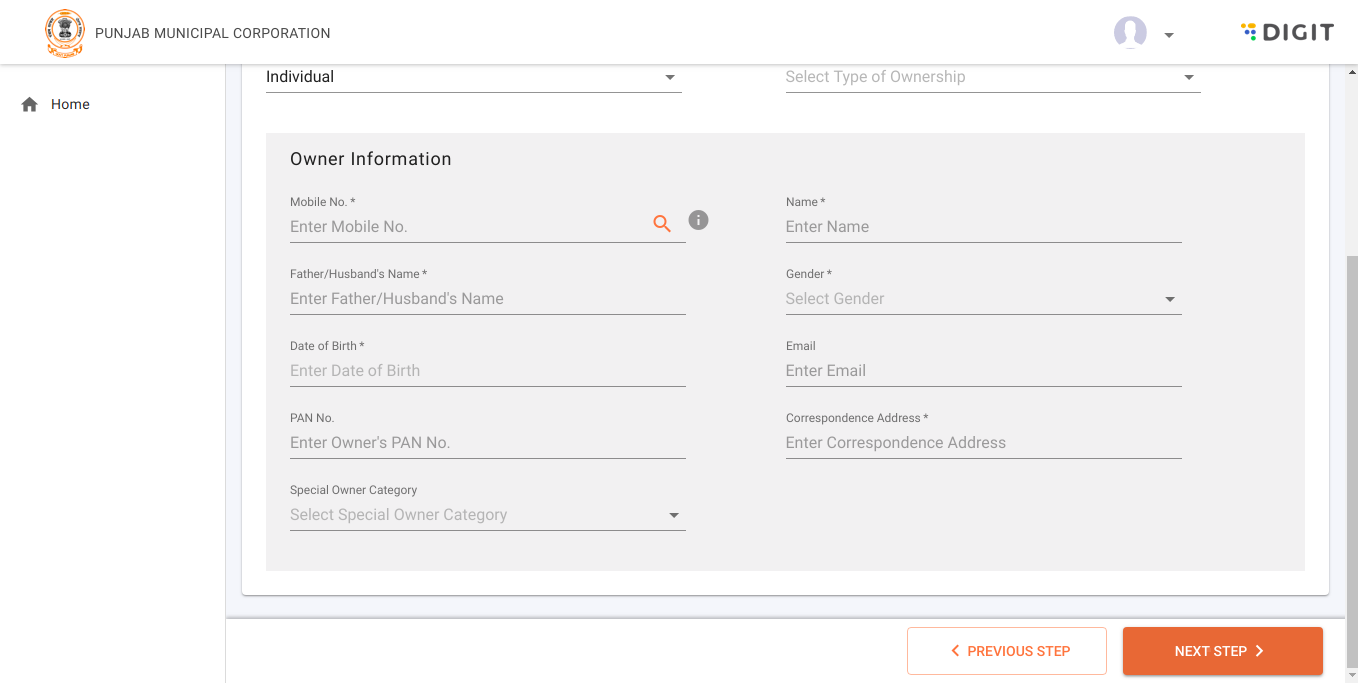 PUNJAB MUNICIPAL CORPORATION
DIGIT
Home
Individual
Select Type of Ownership
Owner Information
Mobile No. *
Enter Mobile No.
Name *
Enter Name
Father/Husband's Name *
Enter Father/Husband's Name
Gender *
Select Gender
Date of Birth *
Enter Date of Birth
Email
Enter Email
PAN No.
Enter Owner's PAN No.
Correspondence Address *
Enter Correspondence Address
Special Owner Category
Select Special Owner Category
PREVIOUS STEP
NEXT STEP